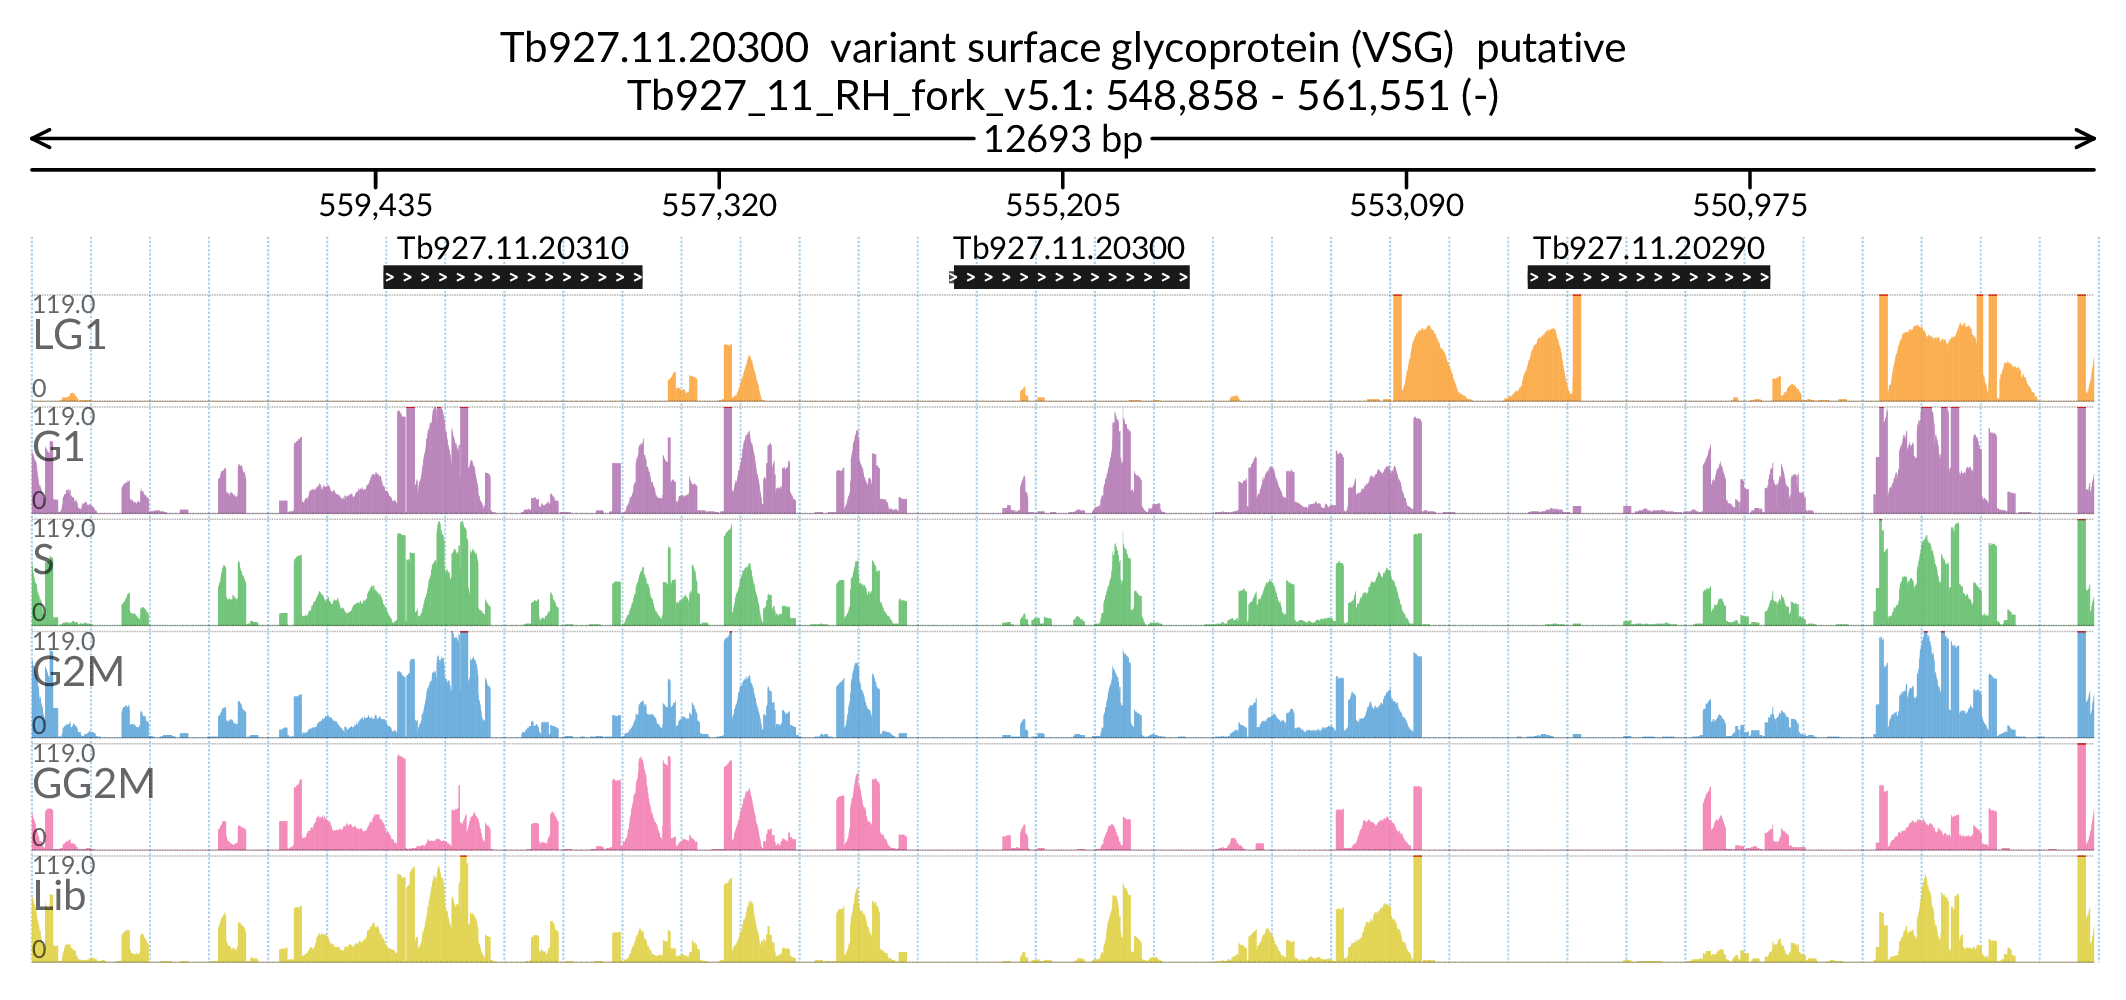 Tb927.11.20300  variant surface glycoprotein (VSG)  putative
Tb927_11_RH_fork_v5.1: 548,858 - 561,551 (-)
12693 bp
559,435 557,320 555,205 553,090 550,975
Tb927.11.20310 Tb927.11.20300 Tb927.11.20290
119.0
LG1
0
119.0
G1
0
119.0
S
0
119.0
G2M
0
119.0
GG2M
0
119.0
Lib
0